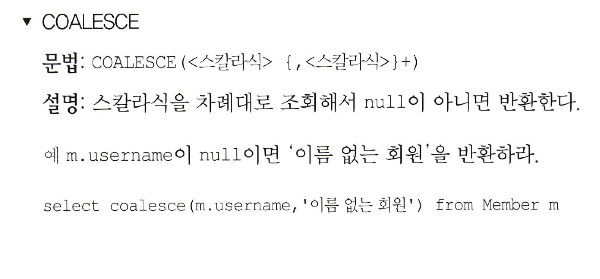 ▼ COALESCE
문법: COALESCE(<스칼라식> {,<스칼라식>}+)
설명: 스칼라식을 차례대로 조회해서 null이 아니면 반환한다.
예 m.username이 null이면 ‘이름 없는 회원’을 반환하라.
select coalesce(m.username,'이름 없는 회원') from Member m